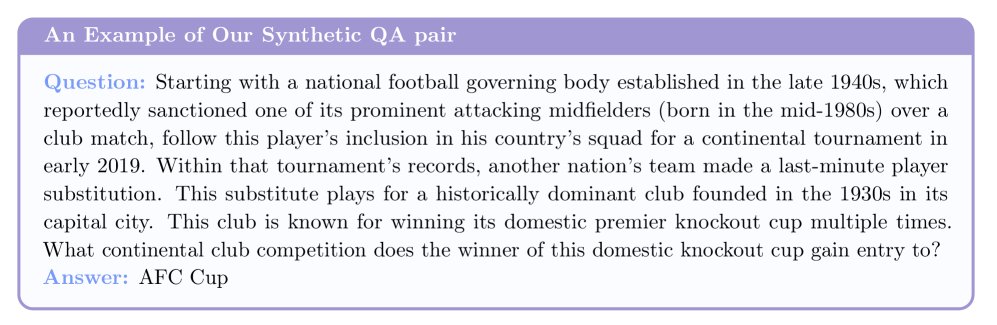 An Example of Our Synthetic QA pair
Question: Starting with a national football governing body established in the late 1940s, which
reportedly sanctioned one of its prominent attacking midfielders (born in the mid-1980s) over a
club match, follow this player's inclusion in his country's squad for a continental tournament in
early 2019. Within that tournament's records, another nation's team made a last-minute player
substitution. This substitute plays for a historically dominant club founded in the 1930s in its
capital city. This club is known for winning its domestic premier knockout cup multiple times.
What continental club competition does the winner of this domestic knockout cup gain entry to?
Answer: AFC Cup